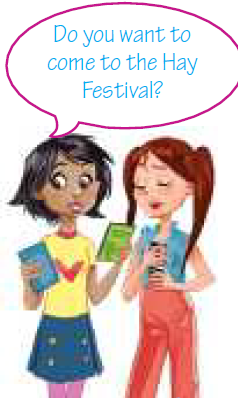 Do you want to
come to the Hay
Festival?